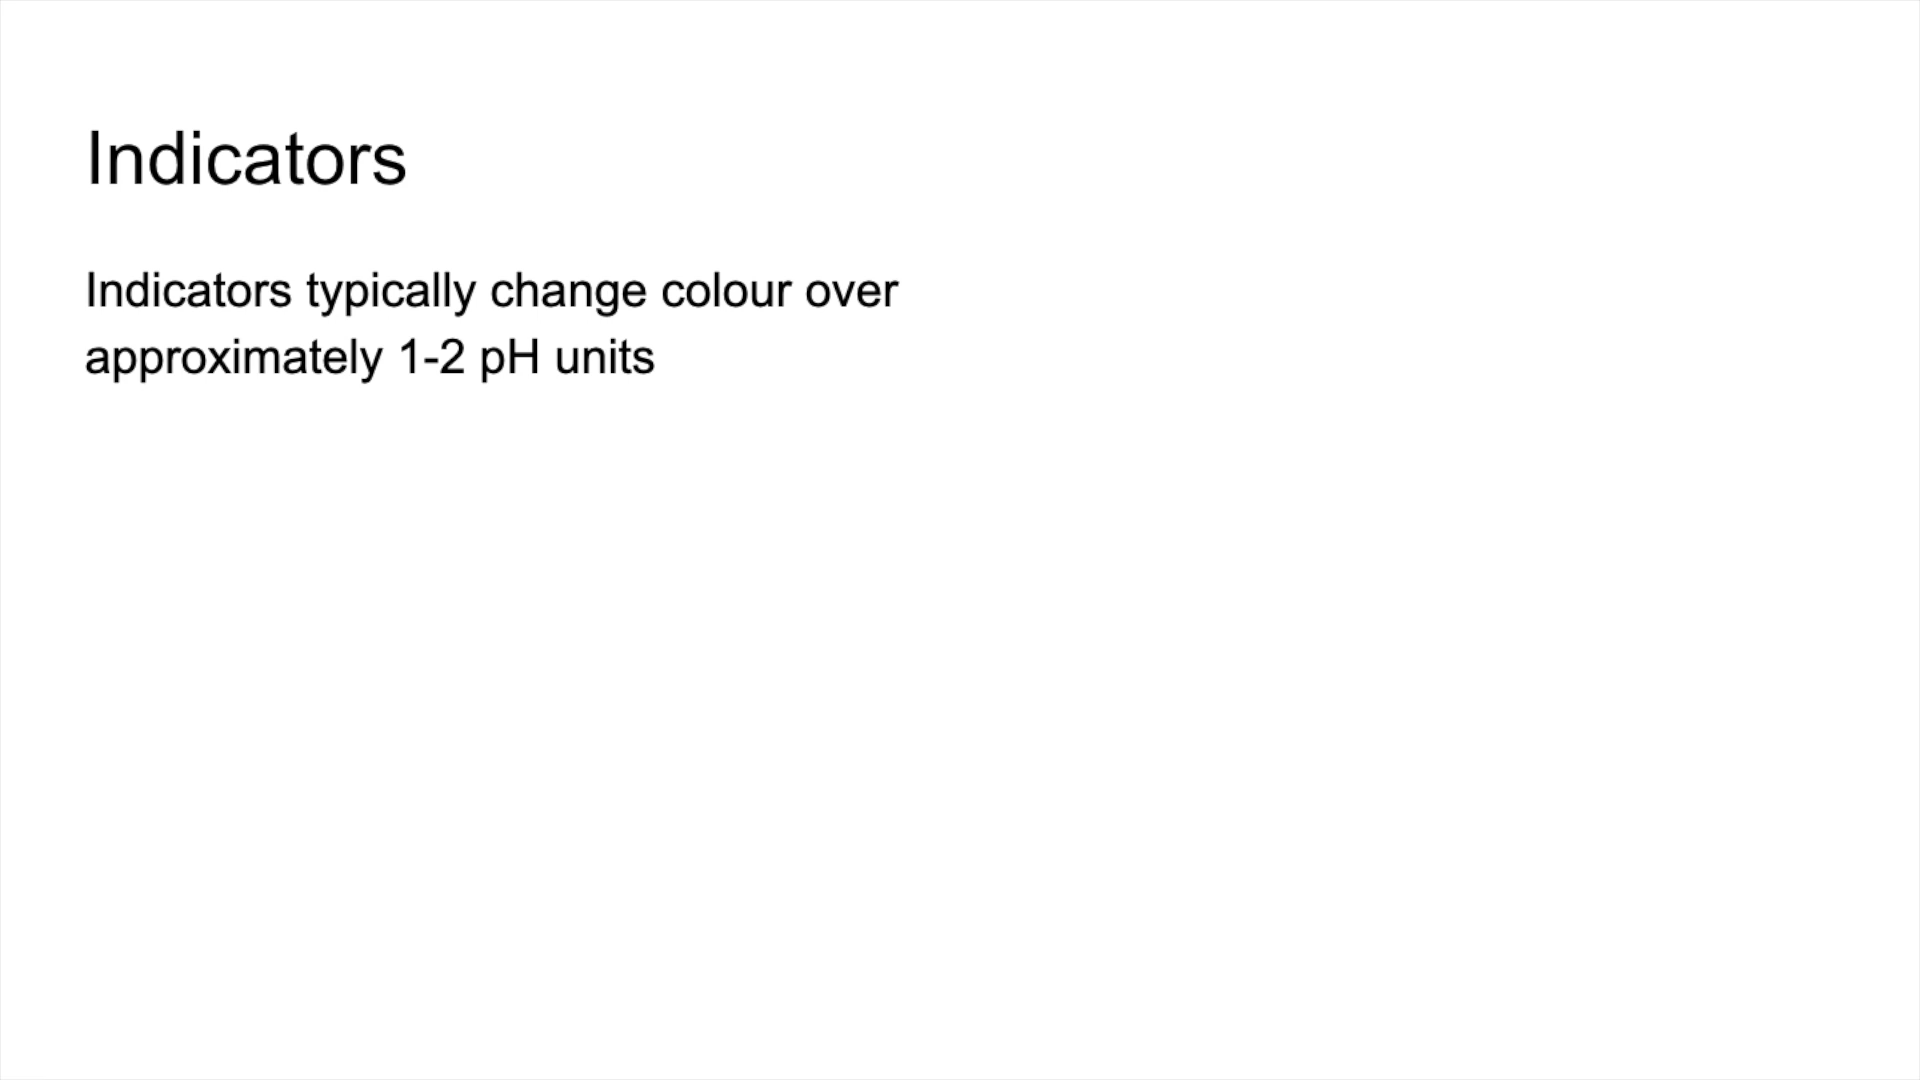 Indicators
Indicators typically change colour over
approximately 1-2 pH units